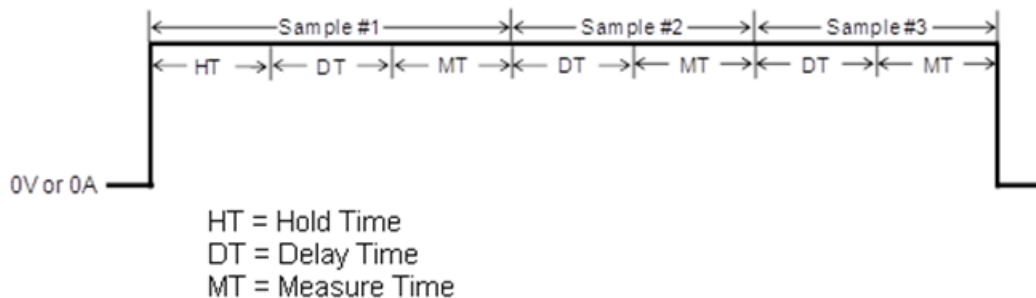 Sample #1 Sample #2 Sample #3
HT DT MT DT MT DT MT
0V or 0A
HT = Hold Time
DT = Delay Time
MT = Measure Time